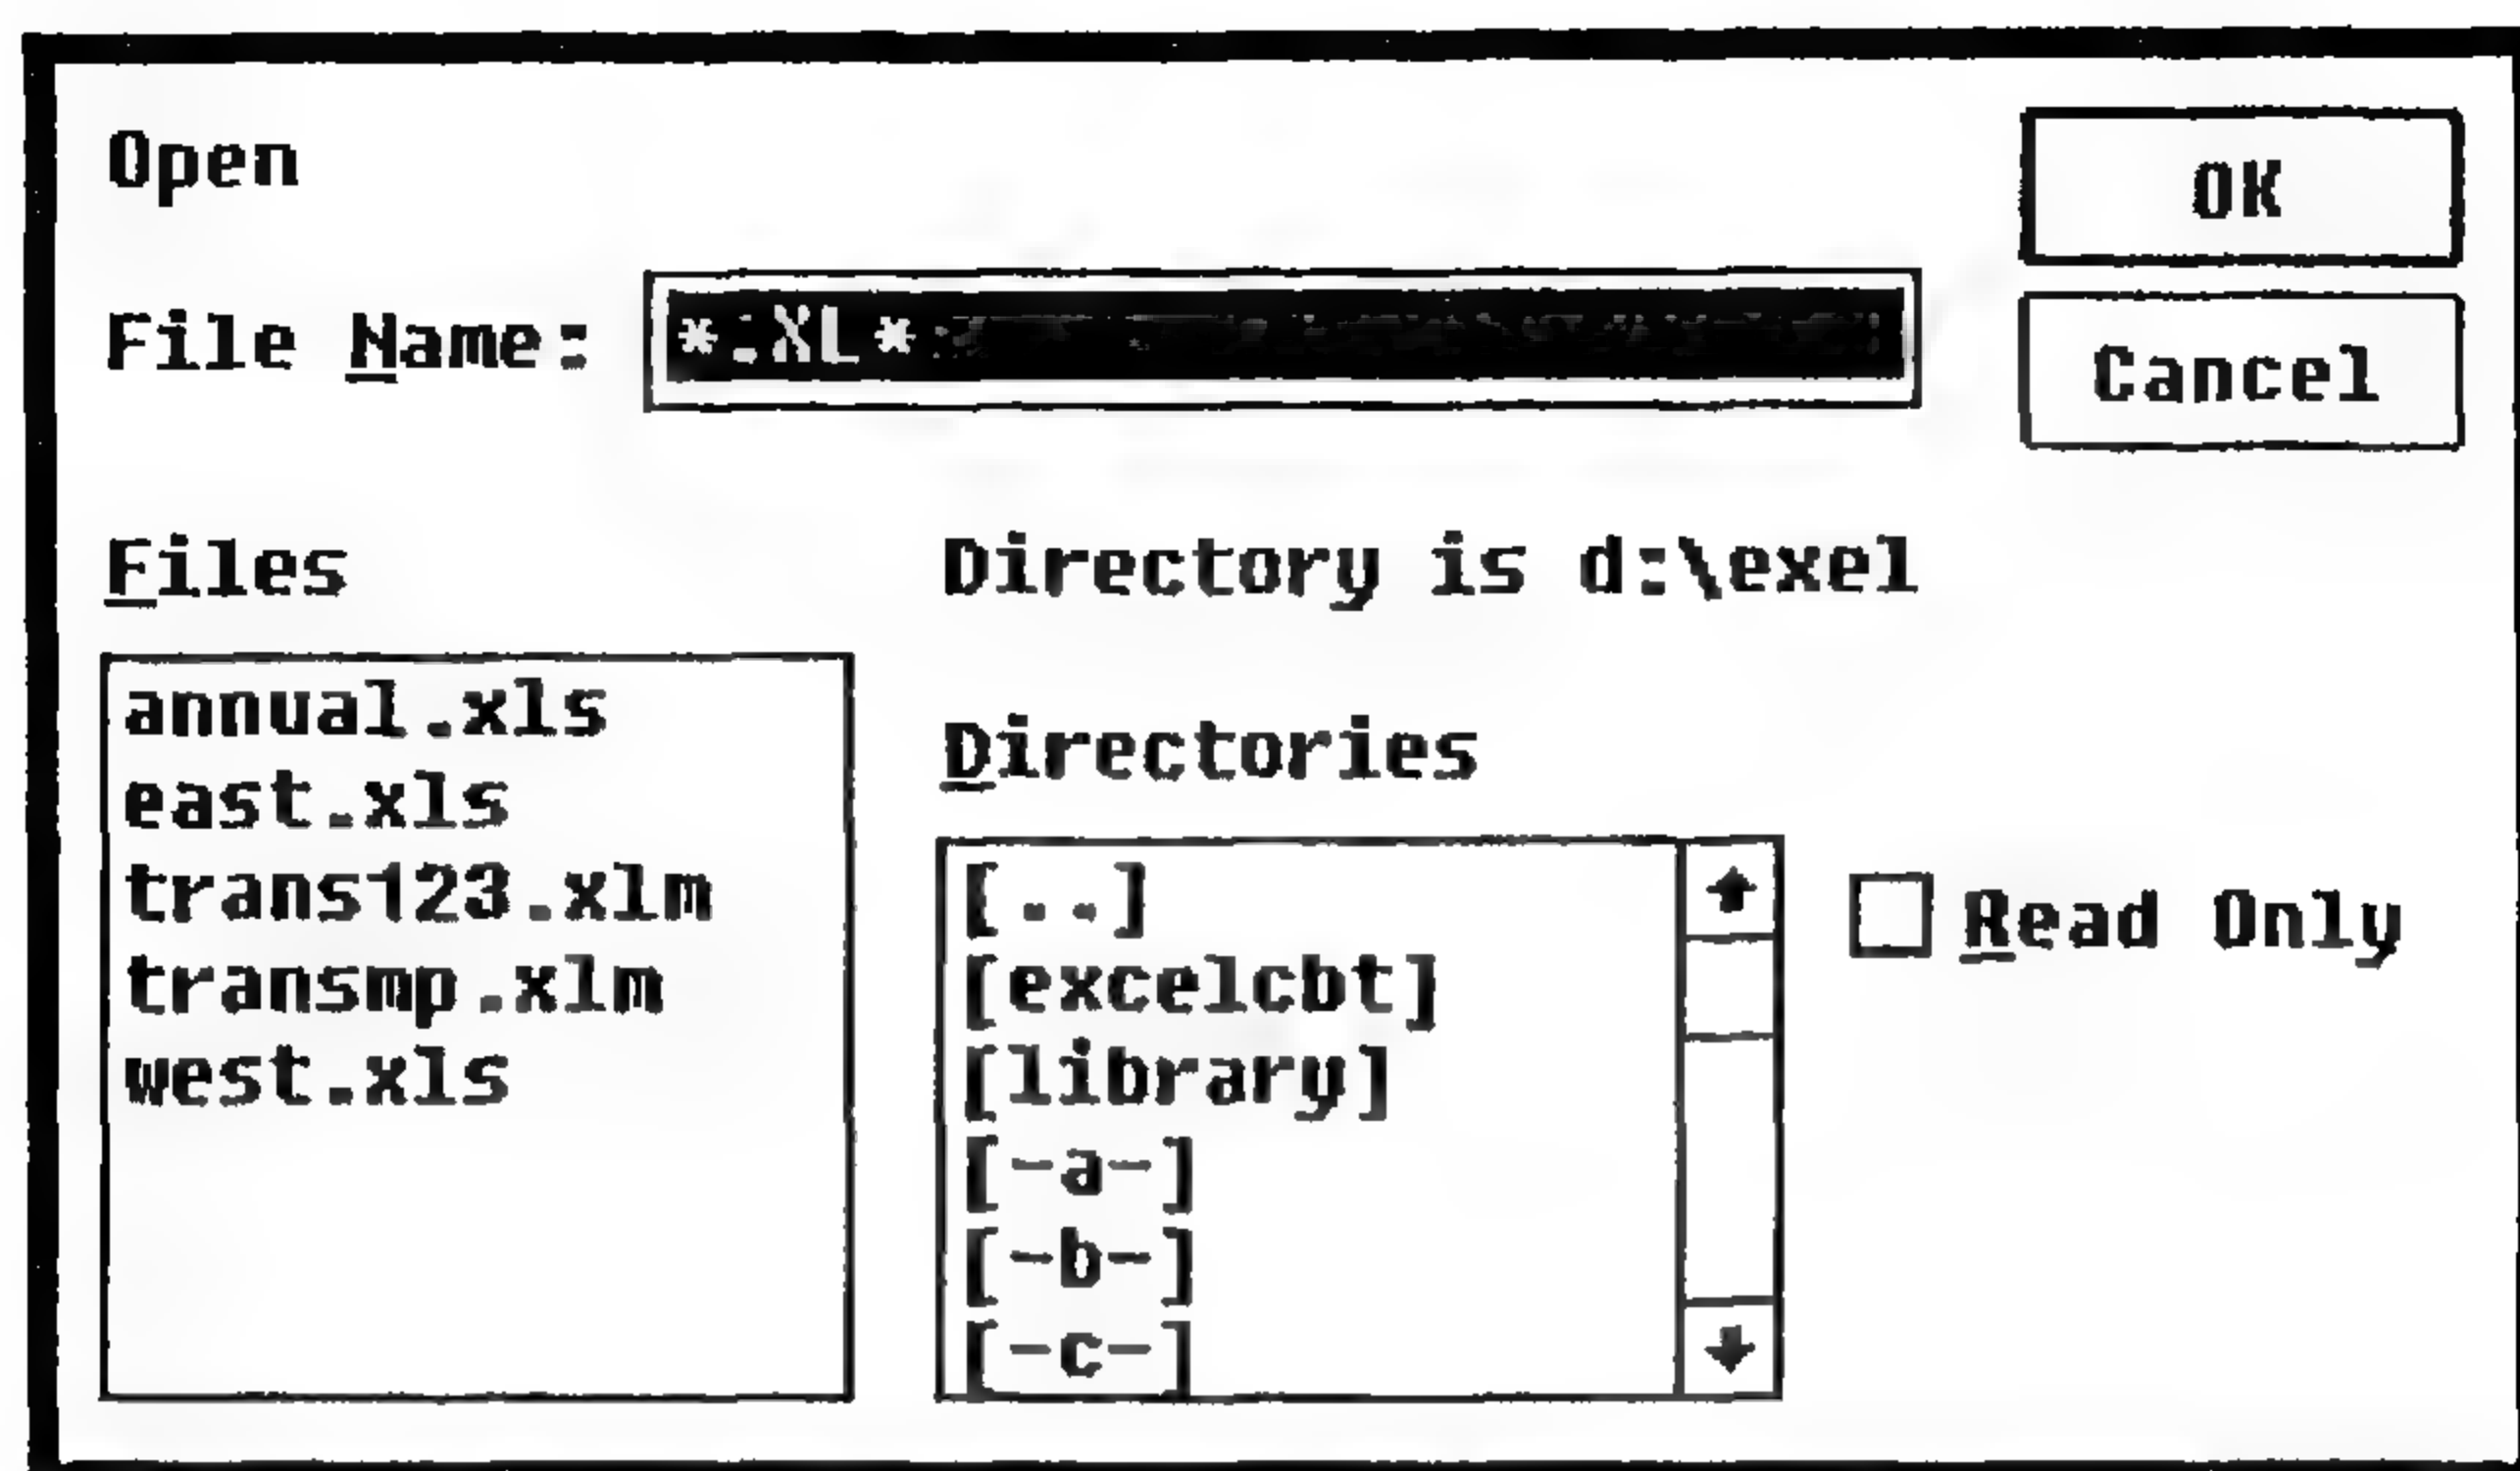 Open
OK
File Name: *.XL*
Cancel
Files
Directory is d:\exel
annual.xls
east.xls
trans123.xlm
transmp.xlm
west.xls
Directories
[..]
[excelcbt]
[library]
[-a-]
[-b-]
[-c-]
Read Only